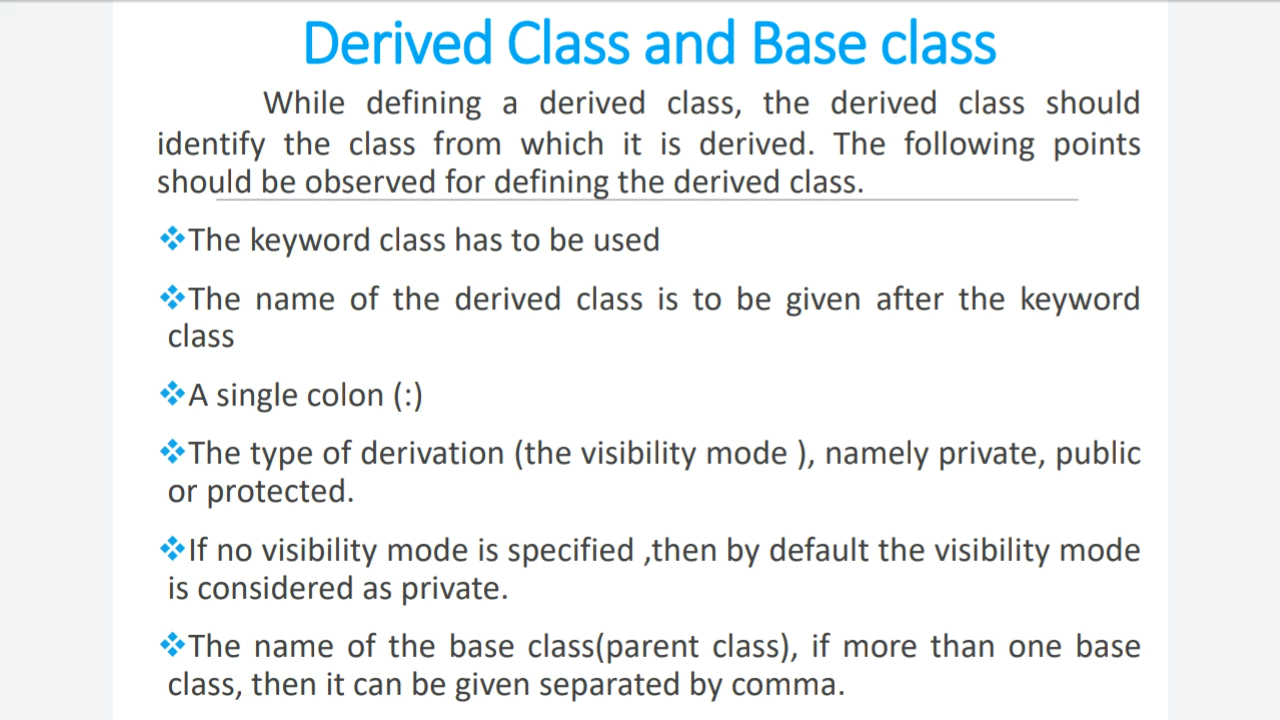 Derived Class and Base class
While defining a derived class, the derived class should
identify the class from which it is derived. The following points
should be observed for defining the derived class.
❖The keyword class has to be used
❖The name of the derived class is to be given after the keyword
class
❖A single colon (:)
❖The type of derivation (the visibility mode ), namely private, public
or protected.
❖If no visibility mode is specified ,then by default the visibility mode
is considered as private.
❖The name of the base class(parent class), if more than one base
class, then it can be given separated by comma.